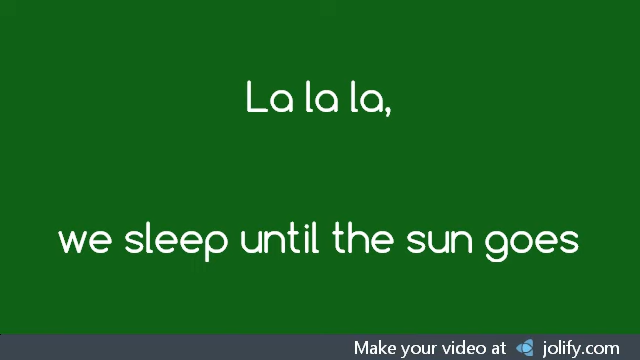 La la la,
we sleep until the sun goes
Make your video at jolify.com